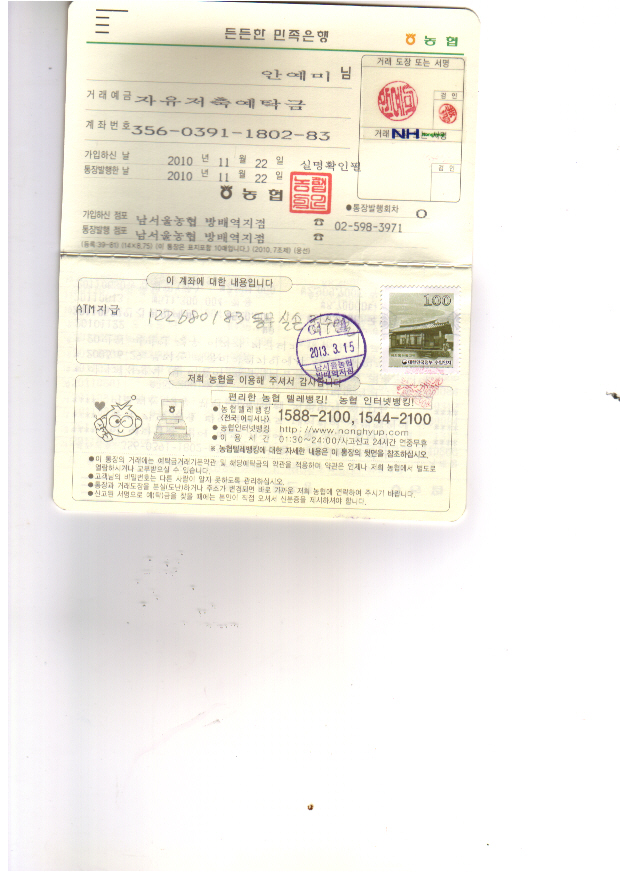 든든한 민족은행
농협
안예미 님
거래 도장 또는 서명
거래예금 자유저축예탁금
계좌번호 356-0391-1802-83
NH
가입하신 날 2010 년 11 월 22 일 실명확인필
통장발행한 날 2010 년 11 월 22 일
농협
통장발행회차 0
가입하신 점포 남서울농협 방배역지점 ☎ 02-598-3971
통장발행 점포 남서울농협 방배역지점 ☎
이 계좌에 대한 내용입니다
ATM지급
100
대한민국정부 수입인지
2013. 3. 15
남서울농협
방배역지점
저희 농협을 이용해 주셔서 감사합니다
편리한 농협 텔레뱅킹! 농협 인터넷뱅킹!
●농협텔레뱅킹 1588-2100, 1544-2100
(전국 어디서나)
●농협인터넷뱅킹 http://www.nonghyup.com
●이용시간 01:30~24:00/사고신고 24시간 연중무휴
※ 농협텔레뱅킹에 대한 자세한 내용은 이 통장의 뒷면을 참조하십시오.
●이 통장의 거래에는 예탁금거래기본약관 및 해당예탁금의 약관을 적용하며 약관은 언제나 저희 농협에서 별도로
열람하시거나 교부받으실 수 있습니다.
●고객님의 비밀번호는 다른 사람이 알지 못하도록 관리하십시오.
●통장과 거래도장을 분실(도난)하거나 주소가 변경되면 바로 가까운 저희 농협에 연락하여 주시기 바랍니다.
●신고된 서명으로 예(탁)금을 찾을 때에는 본인이 직접 오셔서 신분증을 제시하셔야 합니다.